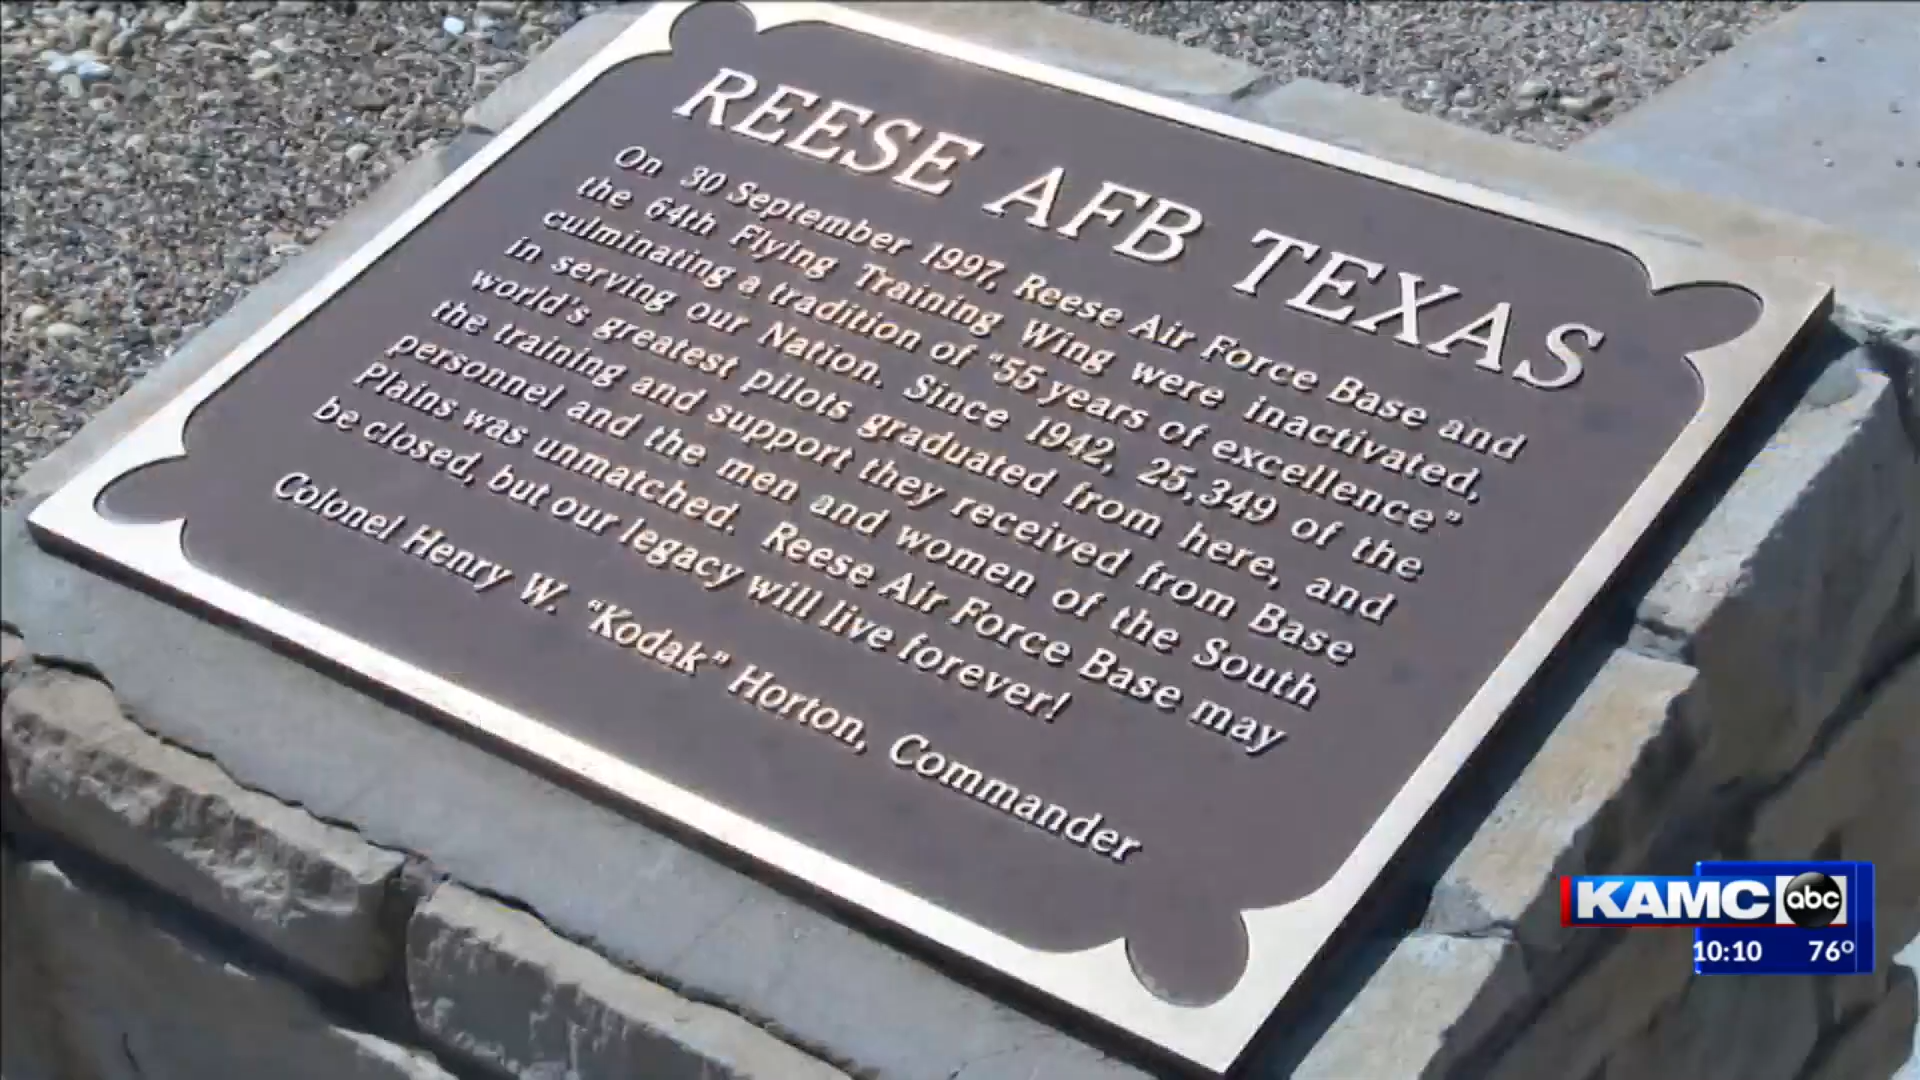 REESE AFB TEXAS
On 30 September 1997, Reese Air Force Base and
the 64th Flying Training Wing were inactivated,
culminating a tradition of "55 years of excellence"
in serving our Nation. Since 1942, 25,349 of the
world's greatest pilots graduated from here, and
the training and support they received from Base
personnel and the men and women of the South
Plains was unmatched. Reese Air Force Base may
be closed, but our legacy will live forever!
Colonel Henry W. "Kodak" Horton, Commander
KAMC abc
10:10 76°